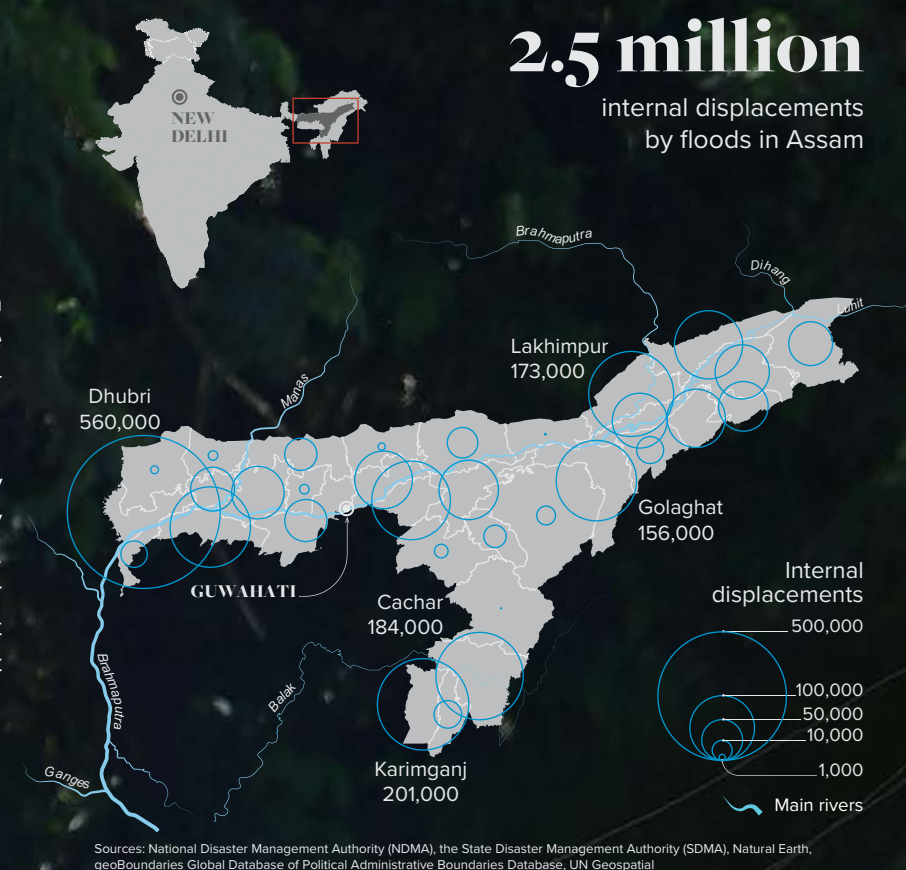 2.5 million
internal displacements
by floods in Assam
NEW
DELHI
Brahmaputra
Dihang
Luhit
Lakhimpur
173,000
Manas
Dhubri
560,000
Golaghat
156,000
GUWAHATI
Cachar
184,000
Internal
displacements
500,000
100,000
50,000
10,000
1,000
Brahmaputra
Balak
Ganges
Karimganj
201,000
Main rivers
Sources: National Disaster Management Authority (NDMA), the State Disaster Management Authority (SDMA), Natural Earth,
geoBoundaries Global Database of Political Administrative Boundaries Database, UN Geospatial